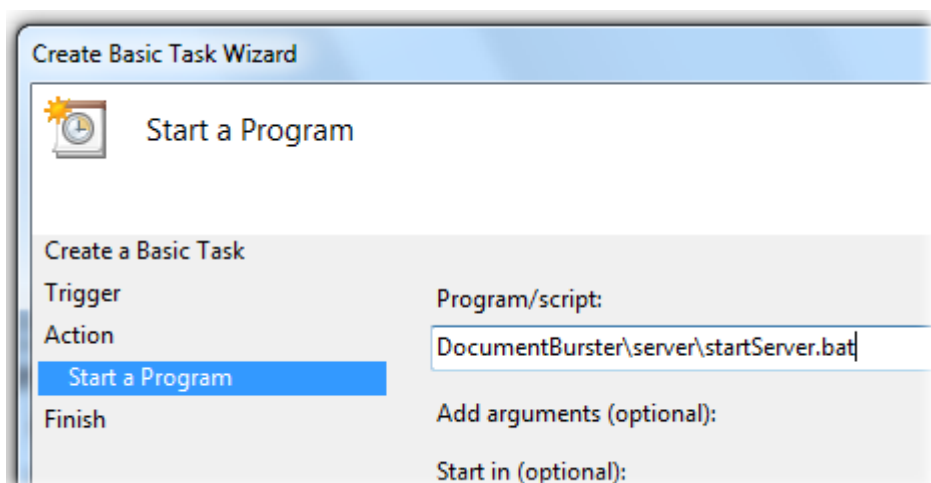 Create Basic Task Wizard
Start a Program
Create a Basic Task
Trigger
Action
Start a Program
Finish
Program/script:
DocumentBurster\server\startServer.bat
Add arguments (optional):
Start in (optional):